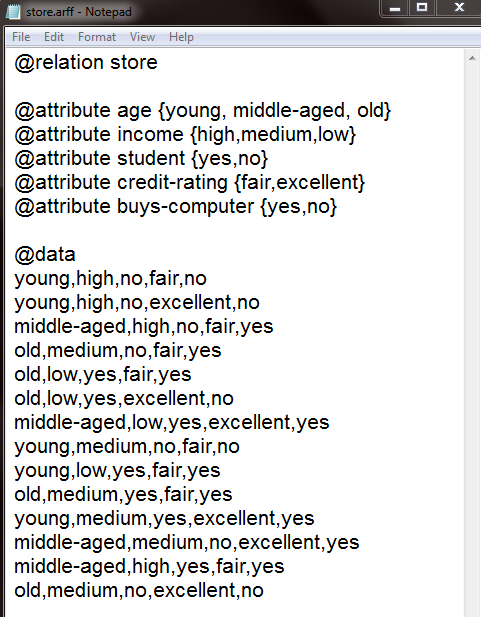 store.arff - Notepad
File Edit Format View Help
@relation store
@attribute age {young, middle-aged, old}
@attribute income {high,medium,low}
@attribute student {yes,no}
@attribute credit-rating {fair,excellent}
@attribute buys-computer {yes,no}
@data
young,high,no,fair,no
young,high,no,excellent,no
middle-aged,high,no,fair,yes
old,medium,no,fair,yes
old,low,yes,fair,yes
old,low,yes,excellent,no
middle-aged,low,yes,excellent,yes
young,medium,no,fair,no
young,low,yes,fair,yes
old,medium,yes,fair,yes
young,medium,yes,excellent,yes
middle-aged,medium,no,excellent,yes
middle-aged,high,yes,fair,yes
old,medium,no,excellent,no